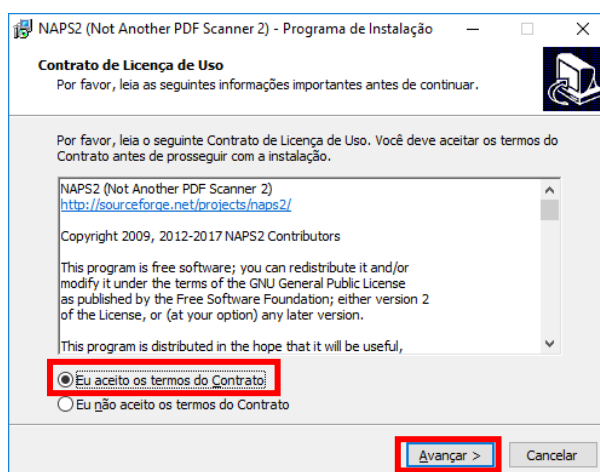 NAPS2 (Not Another PDF Scanner 2) - Programa de Instalação
Contrato de Licença de Uso
Por favor, leia as seguintes informações importantes antes de continuar.
Por favor, leia o seguinte Contrato de Licença de Uso. Você deve aceitar os termos do
Contrato antes de prosseguir com a instalação.
NAPS2 (Not Another PDF Scanner 2)
http://sourceforge.net/projects/naps2/
Copyright 2009, 2012-2017 NAPS2 Contributors
This program is free software; you can redistribute it and/or
modify it under the terms of the GNU General Public License
as published by the Free Software Foundation; either version 2
of the License, or (at your option) any later version.
This program is distributed in the hope that it will be useful,
Eu aceito os termos do Contrato
Eu não aceito os termos do Contrato
Avançar > Cancelar